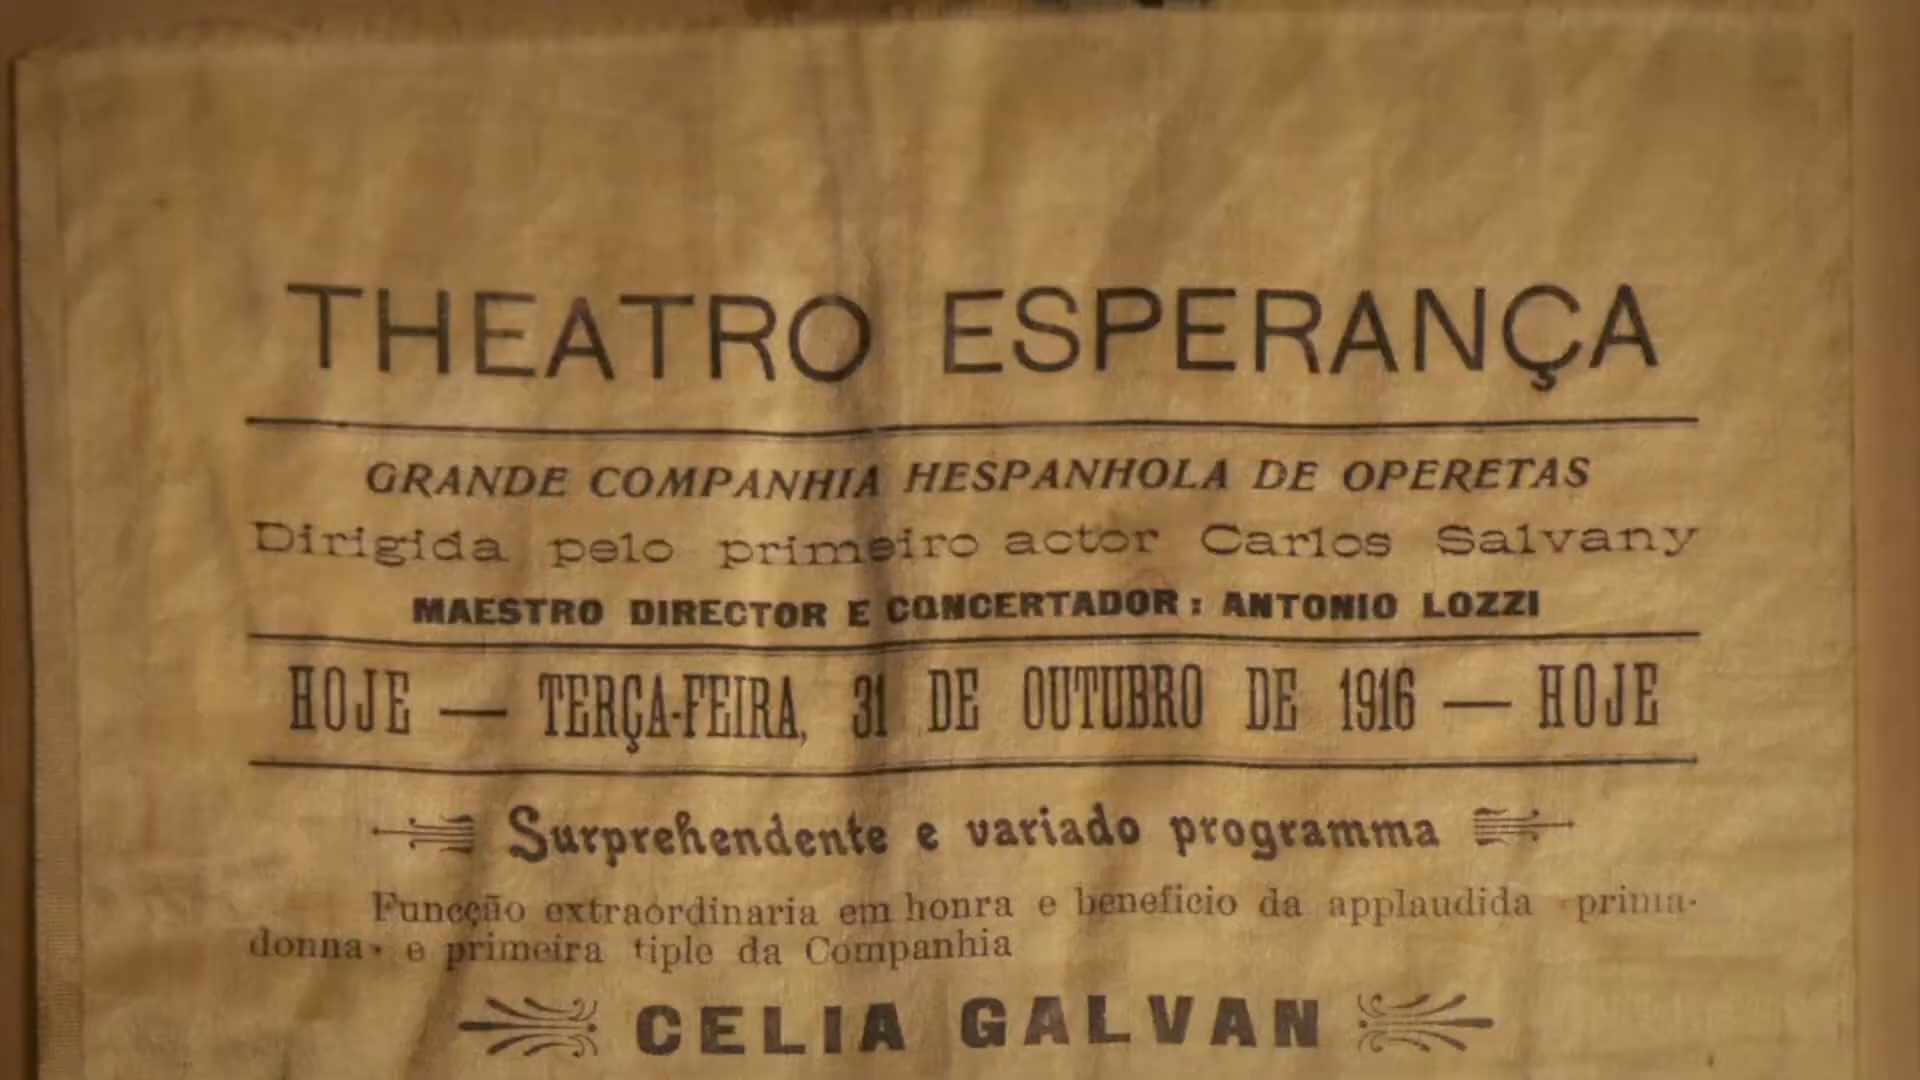 THEATRO ESPERANÇA
GRANDE COMPANHIA HESPANHOLA DE OPERETAS
Dirigida pelo primeiro actor Carlos Salvany
MAESTRO DIRECTOR E CONCERTADOR: ANTONIO LOZZI
HOJE — TERÇA-FEIRA, 31 DE OUTUBRO DE 1916 — HOJE
Surprehendente e variado programma
Funcção extraordinaria em honra e beneficio da applaudida «prima-
donna» e primeira tiple da Companhia
CELIA GALVAN